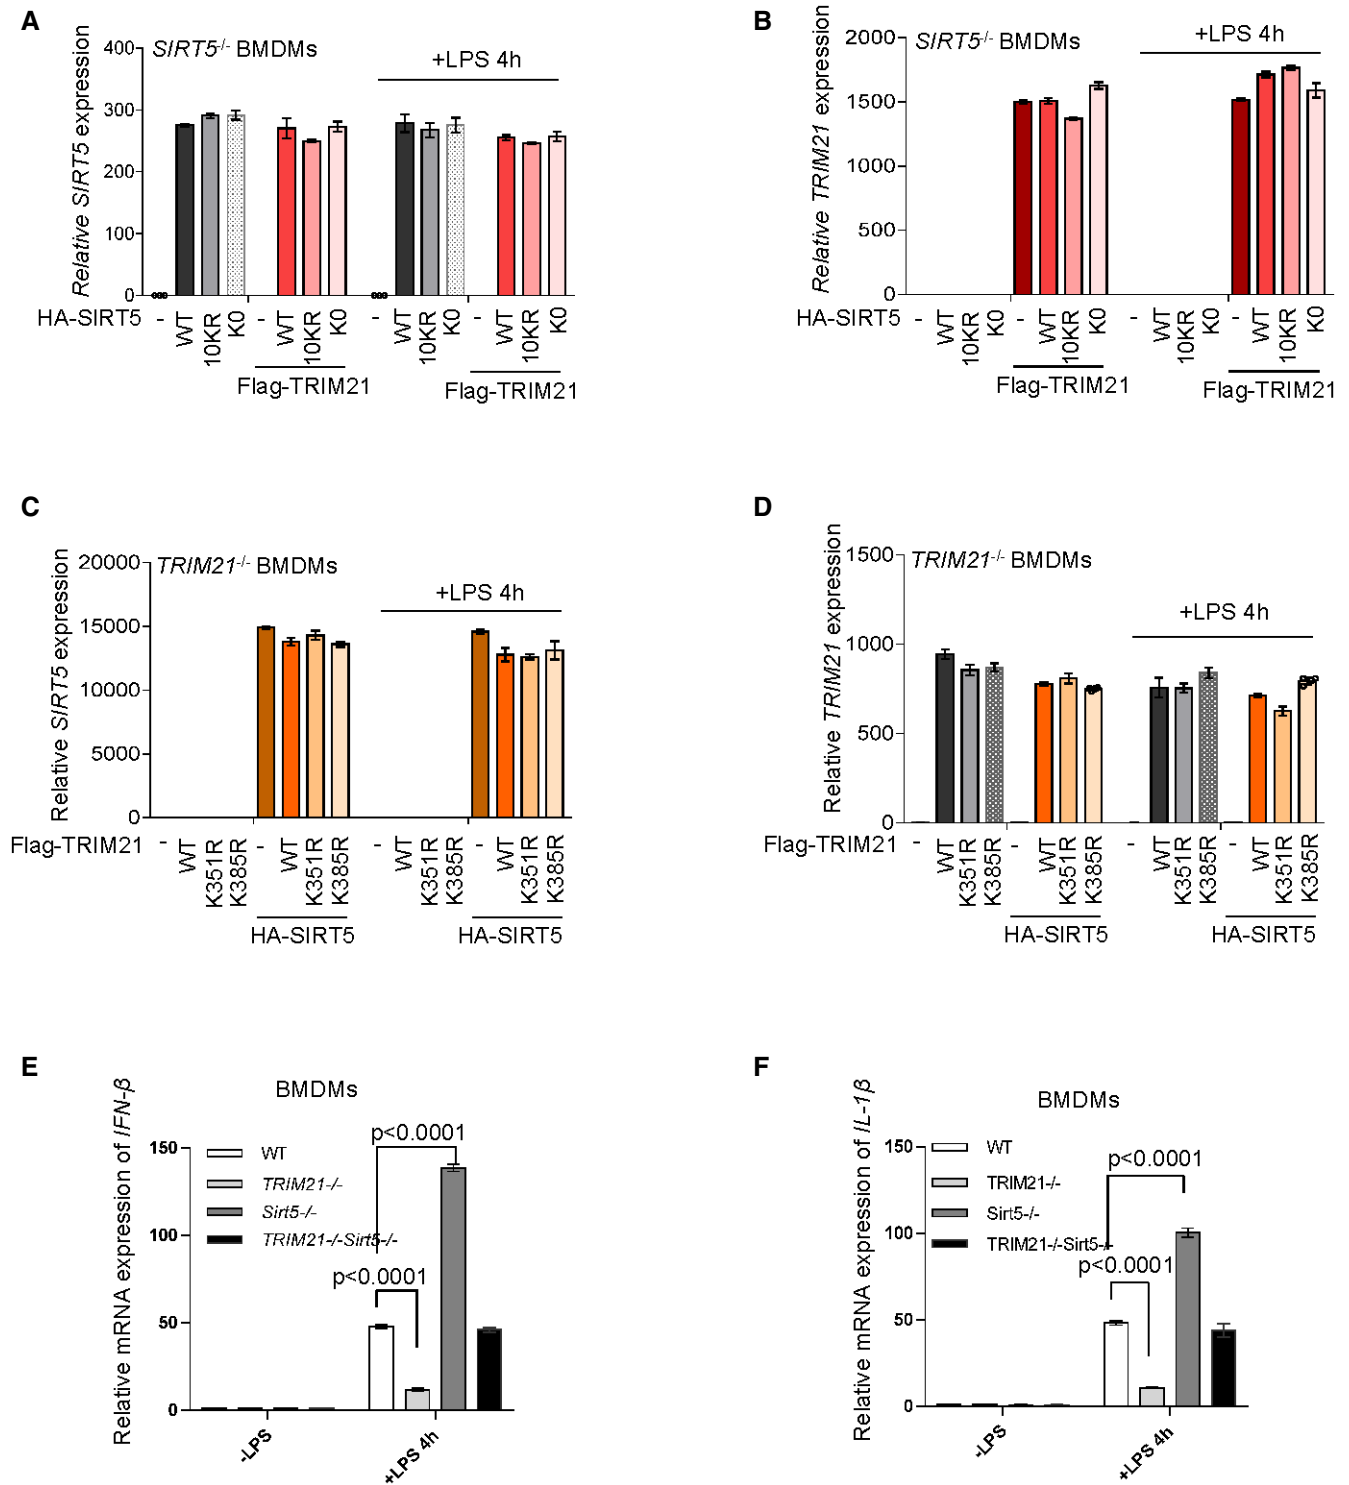 A
Relative SIRT5 expression
SIRT5-/- BMDMs
+LPS 4h
400
300
200
100
0
HA-SIRT5
- WT 10KR K0 - WT 10KR K0 - WT 10KR K0 - WT 10KR K0
Flag-TRIM21
Flag-TRIM21
B
Relative TRIM21 expression
SIRT5-/- BMDMs
+LPS 4h
2000
1500
1000
500
0
HA-SIRT5
- WT 10KR K0 - WT 10KR K0 - WT 10KR K0 - WT 10KR K0
Flag-TRIM21
Flag-TRIM21
C
Relative SIRT5 expression
TRIM21-/- BMDMs
+LPS 4h
20000
15000
10000
5000
0
Flag-TRIM21
- WT K351R K385R - WT K351R K385R - WT K351R K385R - WT K351R K385R
HA-SIRT5
HA-SIRT5
D
Relative TRIM21 expression
TRIM21-/- BMDMs
+LPS 4h
1500
1000
500
0
Flag-TRIM21
- WT K351R K385R - WT K351R K385R - WT K351R K385R - WT K351R K385R
HA-SIRT5
HA-SIRT5
E
BMDMs
Relative mRNA expression of IFN-β
150
100
50
0
WT
TRIM21-/-
Sirt5-/-
TRIM21-/-Sirt5-/-
p<0.0001
p<0.0001
-LPS
+LPS 4h
F
BMDMs
Relative mRNA expression of IL-1β
150
100
50
0
WT
TRIM21-/-
Sirt5-/-
TRIM21-/-Sirt5-/-
p<0.0001
p<0.0001
-LPS
+LPS 4h